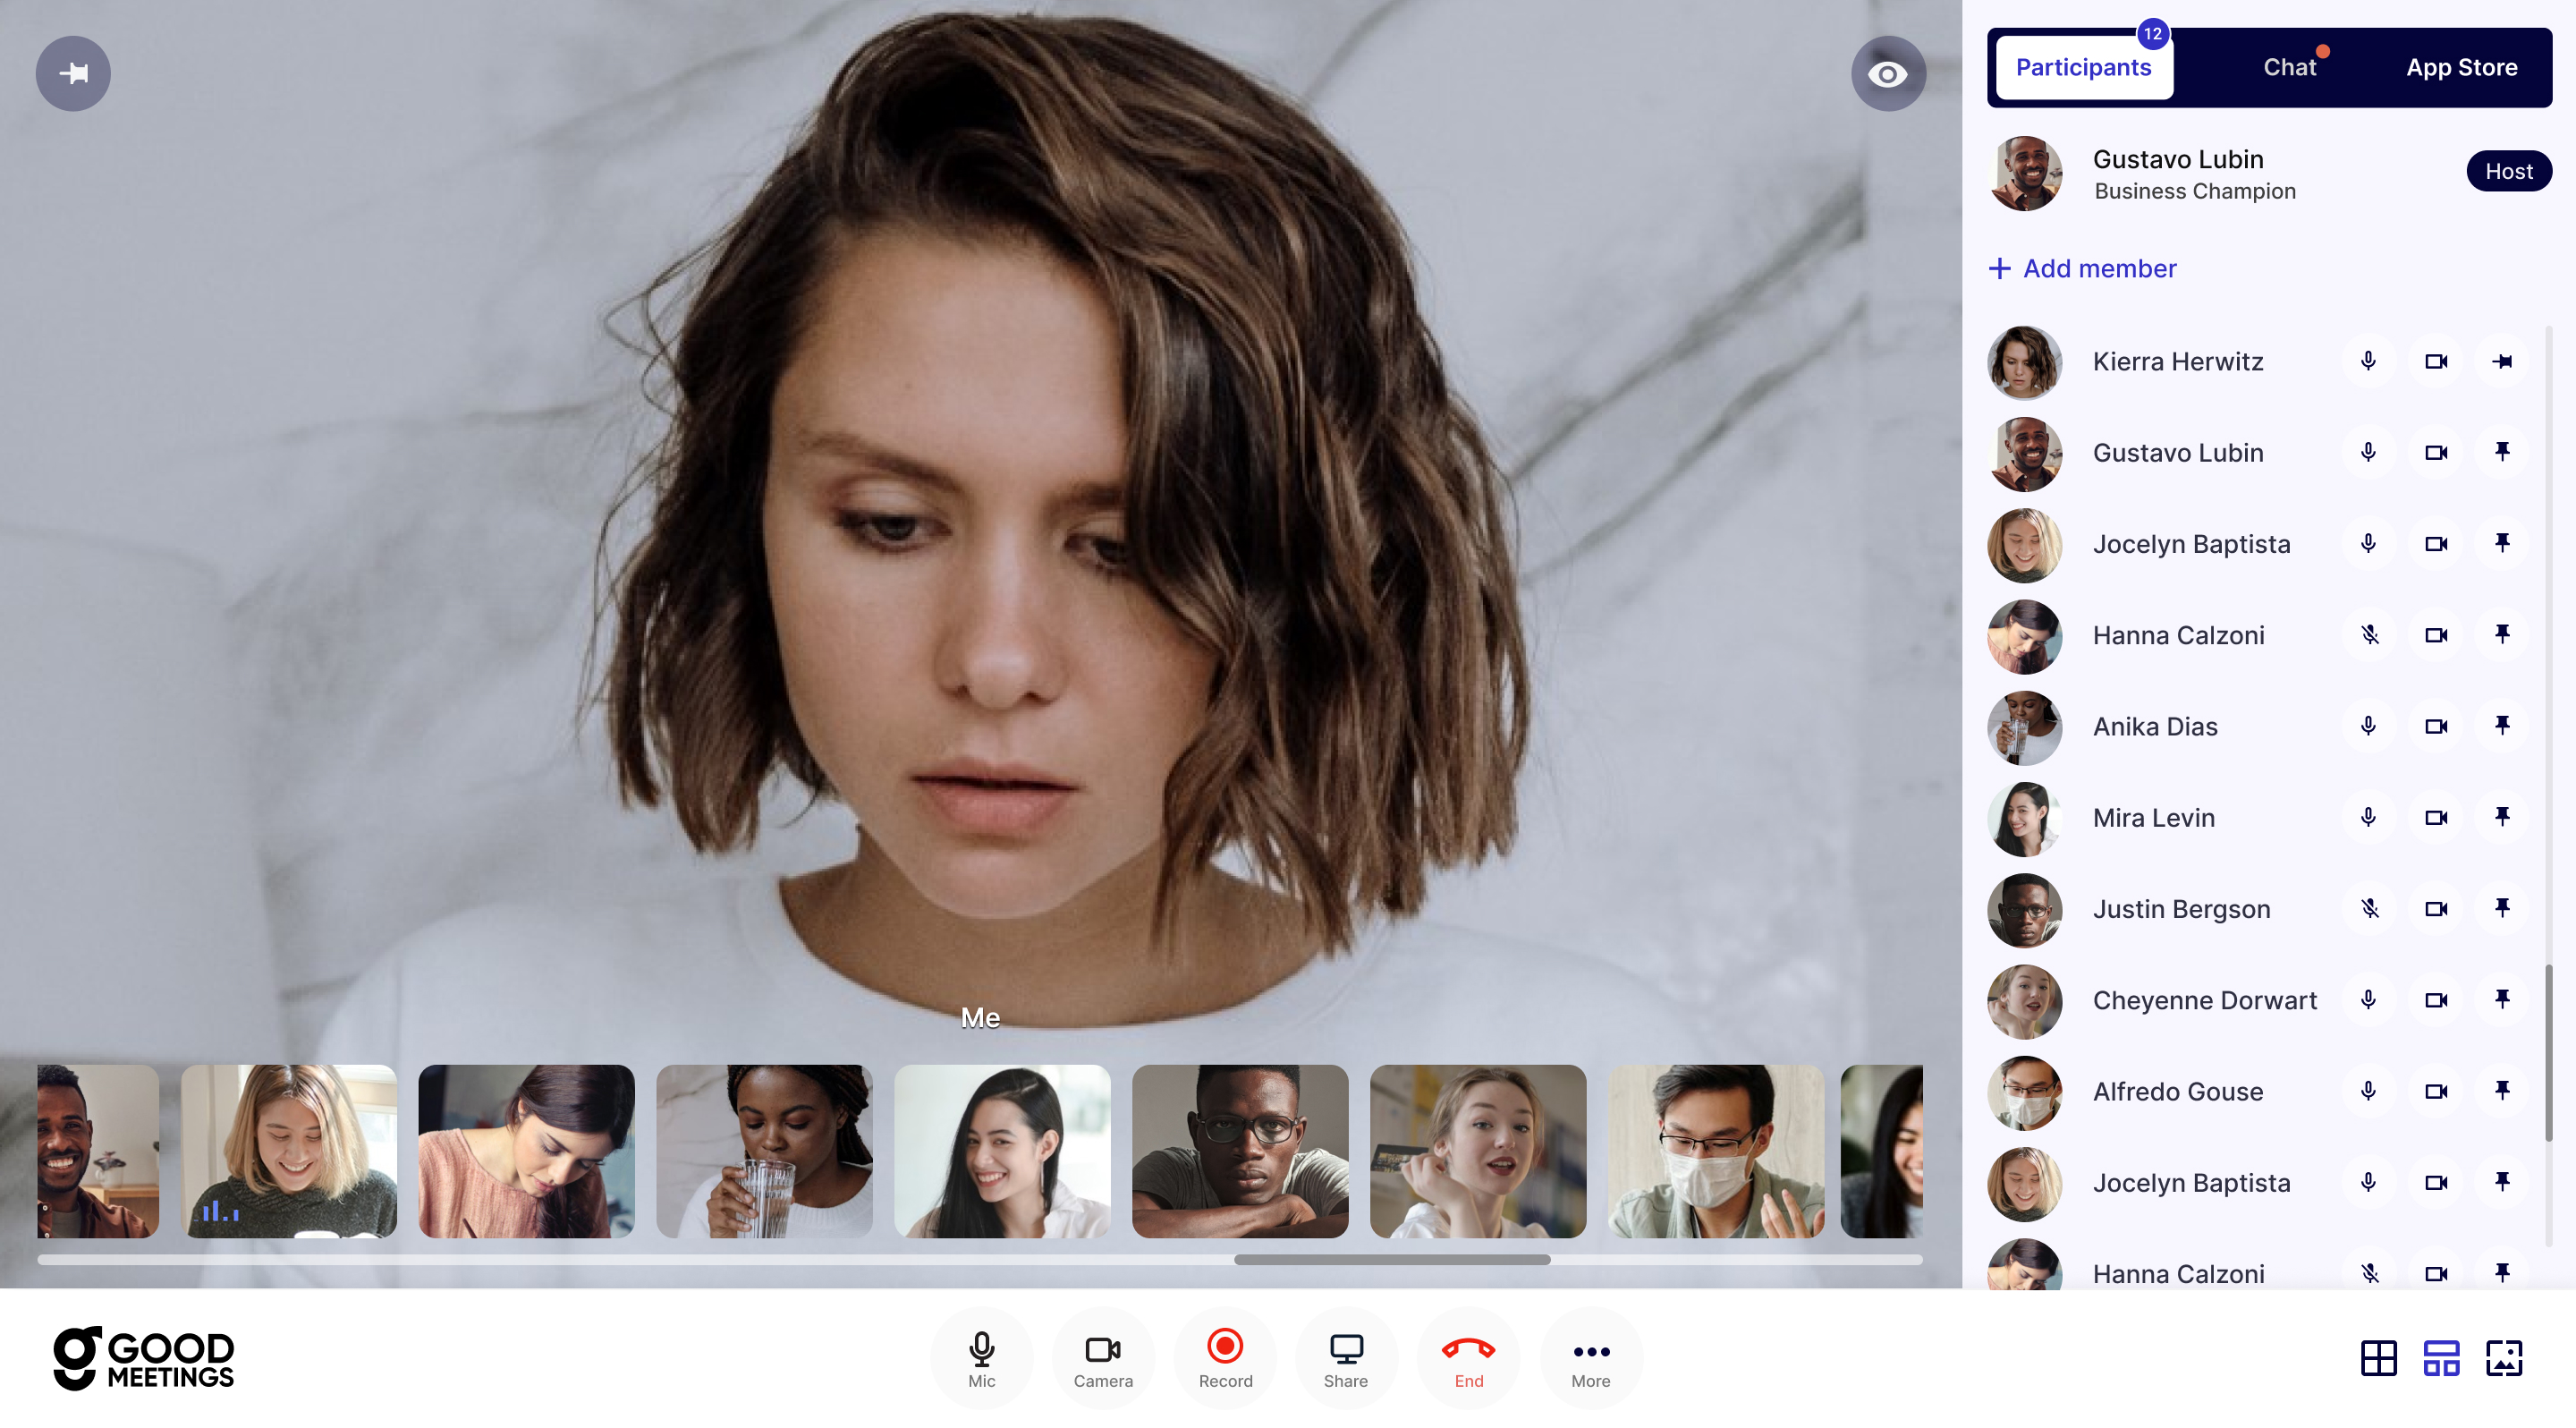 Participants
12
Chat
App Store
Gustavo Lubin
Business Champion
Host
+ Add member
Kierra Herwitz
Gustavo Lubin
Jocelyn Baptista
Hanna Calzoni
Anika Dias
Mira Levin
Justin Bergson
Cheyenne Dorwart
Alfredo Gouse
Jocelyn Baptista
Hanna Calzoni
Me
GOOD
MEETINGS
Mic
Camera
Record
Share
End
More